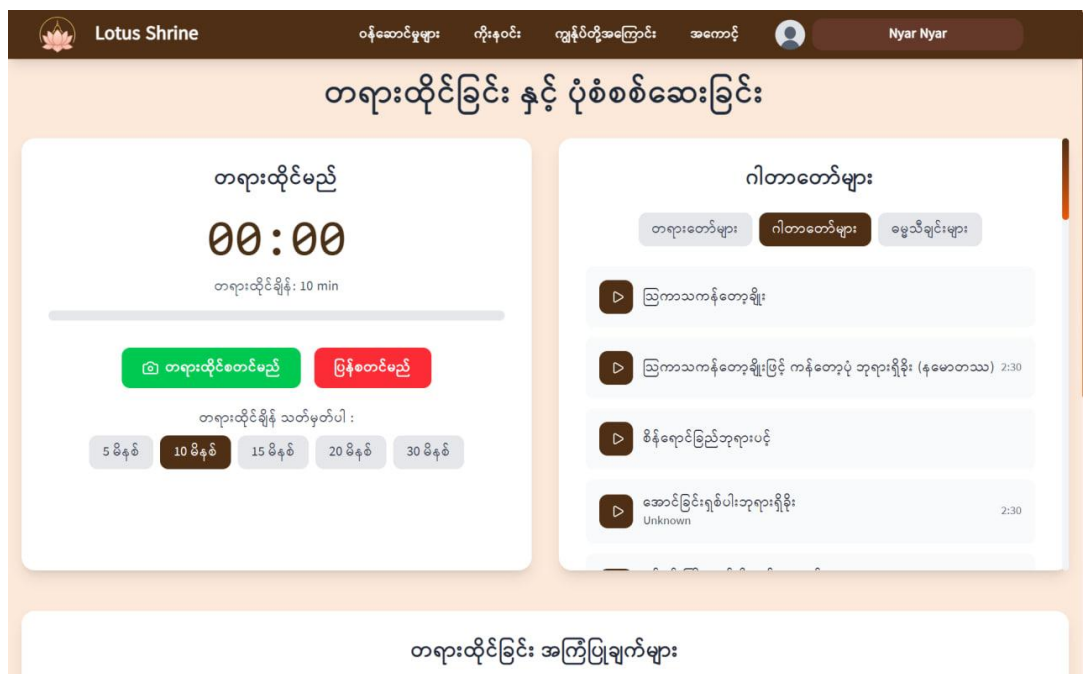 Lotus Shrine
ဝန်ဆောင်မှုများ
ကိုးနဝင်း
ကျွန်ုပ်တို့အကြောင်း
အကောင့်
Nyar Nyar
တရားထိုင်ခြင်း နှင့် ပုံစံစစ်ဆေးခြင်း
တရားထိုင်မည်
00:00
တရားထိုင်ချိန်: 10 min
တရားထိုင်စတင်မည်
ပြန်စတင်မည်
တရားထိုင်ချိန် သတ်မှတ်ပါ :
5 မိနစ်
10 မိနစ်
15 မိနစ်
20 မိနစ်
30 မိနစ်
ဂါတာတော်များ
တရားတော်များ
ဂါတာတော်များ
ဓမ္မသီချင်းများ
ဩကာသကန်တော့ချိုး
ဩကာသကန်တော့ချိုးဖြင့် ကန်တော့ပုံ ဘုရားရှိခိုး (နမောတဿ) 2:30
စိန်ရောင်ခြည်ဘုရားပင့်
အောင်ခြင်းရှစ်ပါးဘုရားရှိခိုး
Unknown
2:30
တရားထိုင်ခြင်း အကြံပြုချက်များ